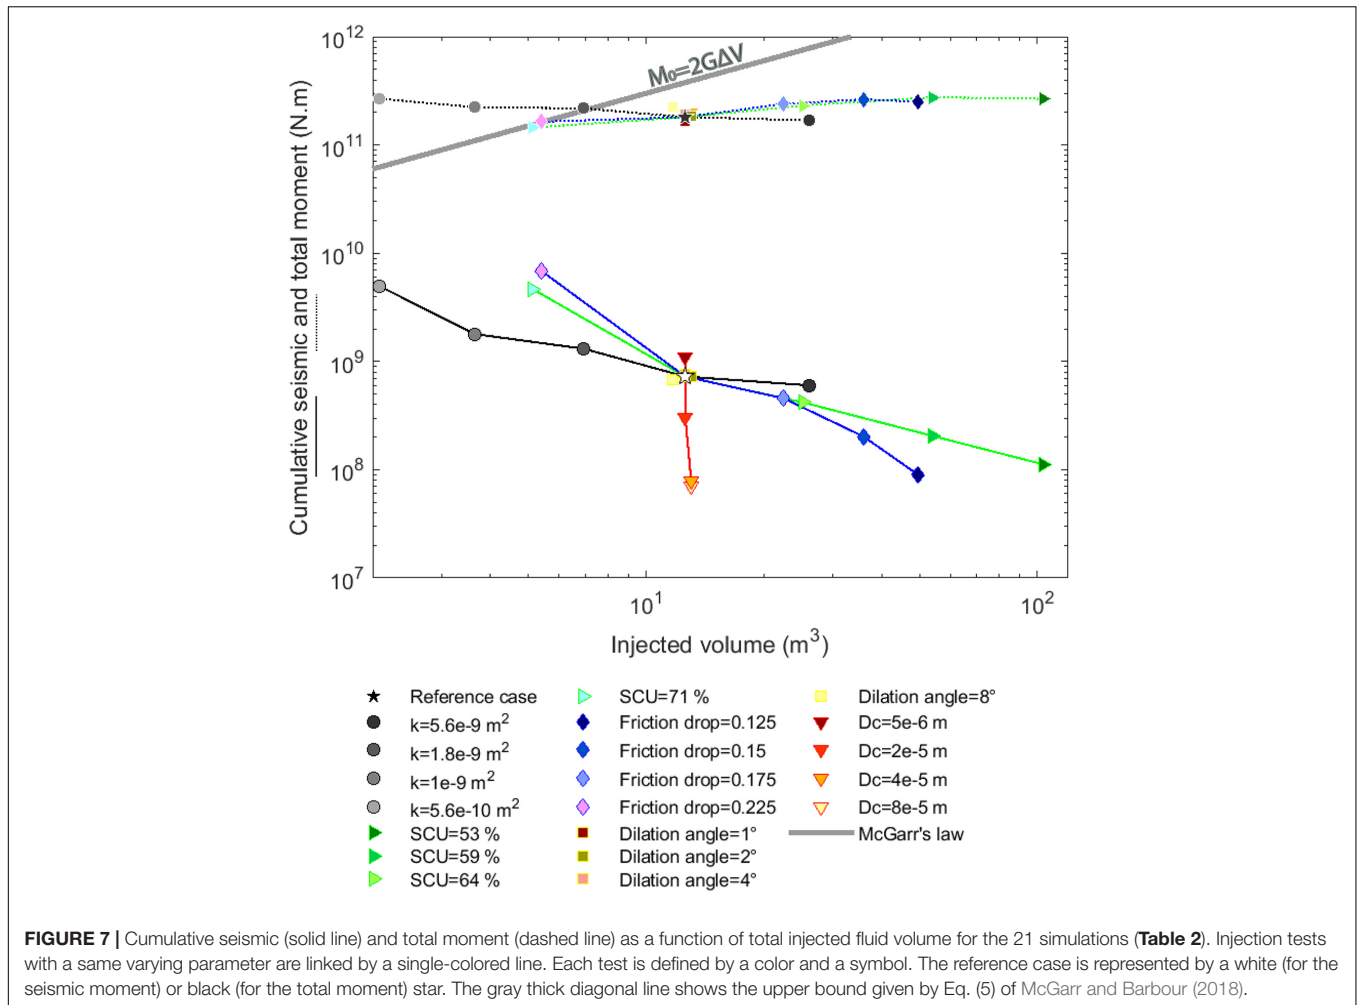 10^12
10^11
10^10
10^9
10^8
10^7
Cumulative seismic and total moment (N.m)
M₀=2GΔV
10^1
10^2
Injected volume (m^3)
Reference case
k=5.6e-9 m^2
k=1.8e-9 m^2
k=1e-9 m^2
k=5.6e-10 m^2
SCU=53 %
SCU=59 %
SCU=64 %
SCU=71 %
Friction drop=0.125
Friction drop=0.15
Friction drop=0.175
Friction drop=0.225
Dilation angle=1°
Dilation angle=2°
Dilation angle=4°
Dilation angle=8°
Dc=5e-6 m
Dc=2e-5 m
Dc=4e-5 m
Dc=8e-5 m
McGarr's law
FIGURE 7 | Cumulative seismic (solid line) and total moment (dashed line) as a function of total injected fluid volume for the 21 simulations (Table 2). Injection tests
with a same varying parameter are linked by a single-colored line. Each test is defined by a color and a symbol. The reference case is represented by a white (for the
seismic moment) or black (for the total moment) star. The gray thick diagonal line shows the upper bound given by Eq. (5) of McGarr and Barbour (2018).